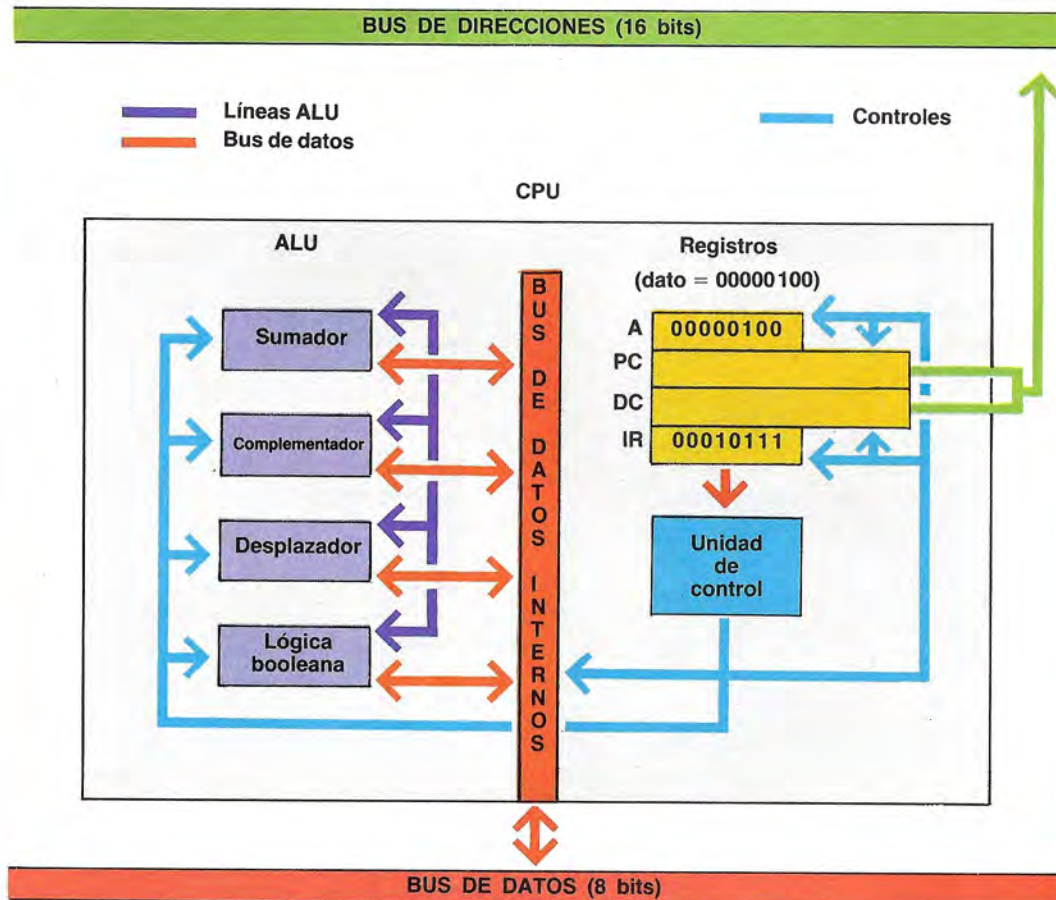 BUS DE DIRECCIONES (16 bits)
Líneas ALU
Bus de datos
Controles
CPU
ALU
Registros
(dato = 00000100)
Sumador
Complementador
Desplazador
Lógica
booleana
BUS DE DATOS INTERNOS
A 00000100
PC
DC
IR 00010111
Unidad
de
control
BUS DE DATOS (8 bits)